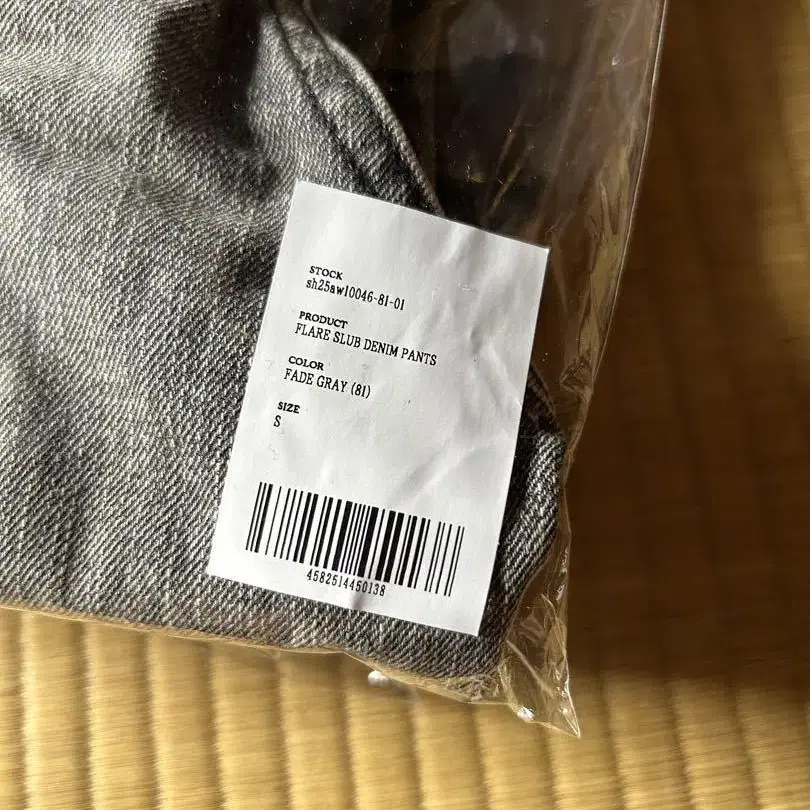 STOCK
sh25aw10046-81-01
PRODUCT
FLARE SLUB DENIM PANTS
COLOR
FADE GRAY (81)
SIZE
S
4582514450138